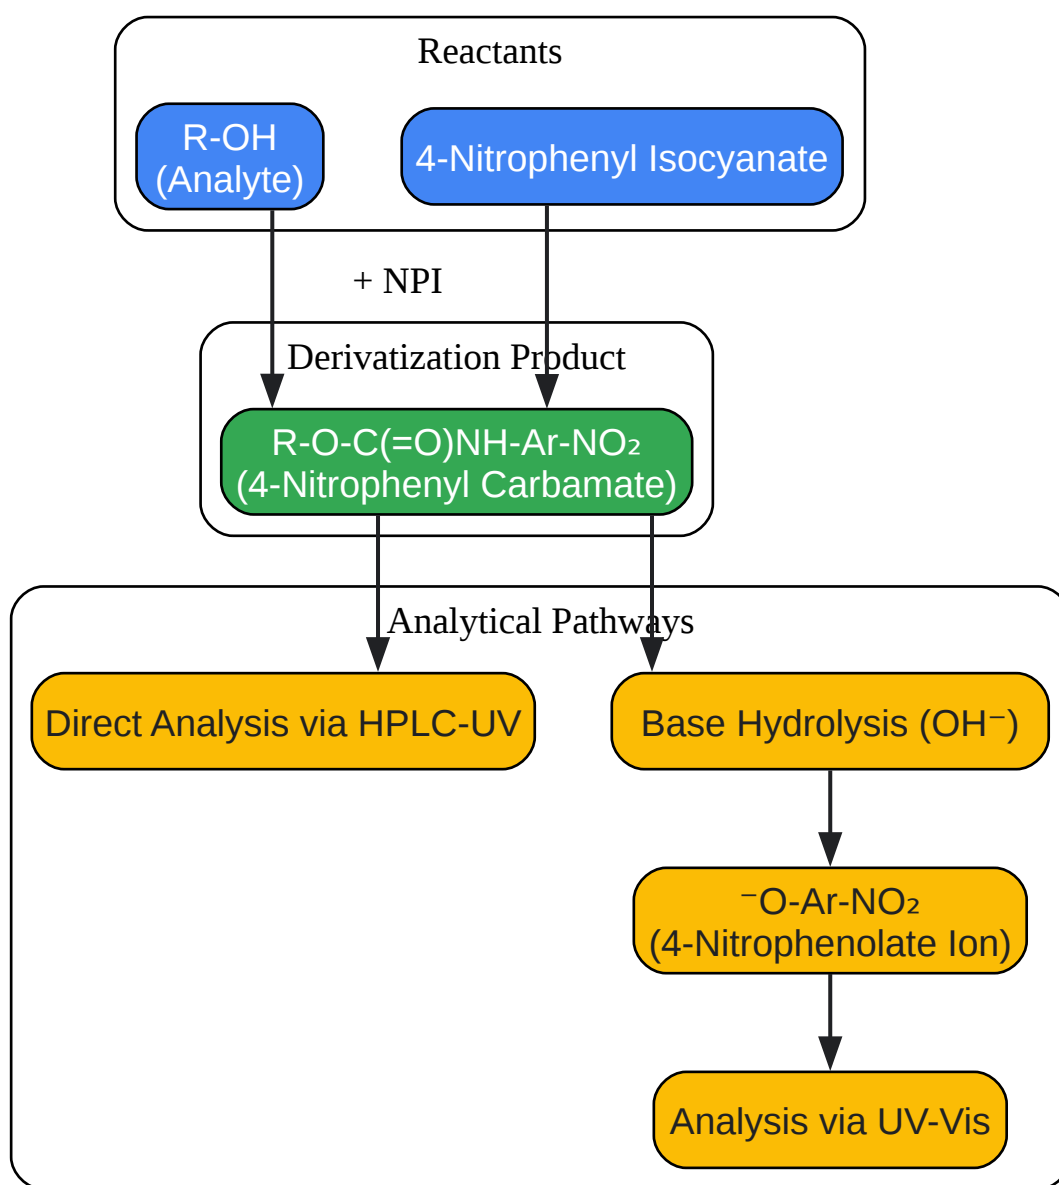 Reactants
R-OH
(Analyte)
4-Nitrophenyl Isocyanate
+ NPI
Derivatization Product
R-O-C(=O)NH-Ar-NO₂
(4-Nitrophenyl Carbamate)
Analytical Pathways
Direct Analysis via HPLC-UV
Base Hydrolysis (OH⁻)
⁻O-Ar-NO₂
(4-Nitrophenolate Ion)
Analysis via UV-Vis